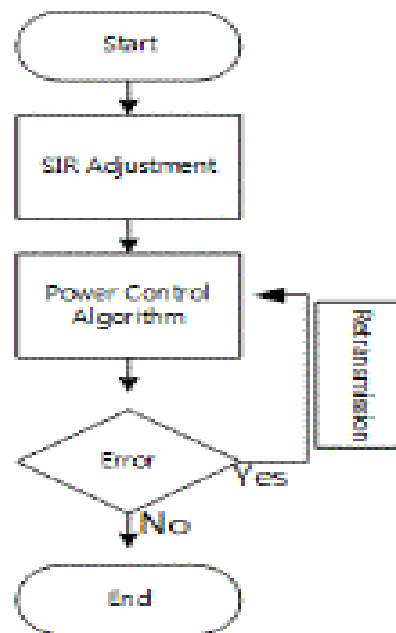 Start
SIR Adjustment
Power Control
Algorithm
Retransmission
Error
Yes
No
End